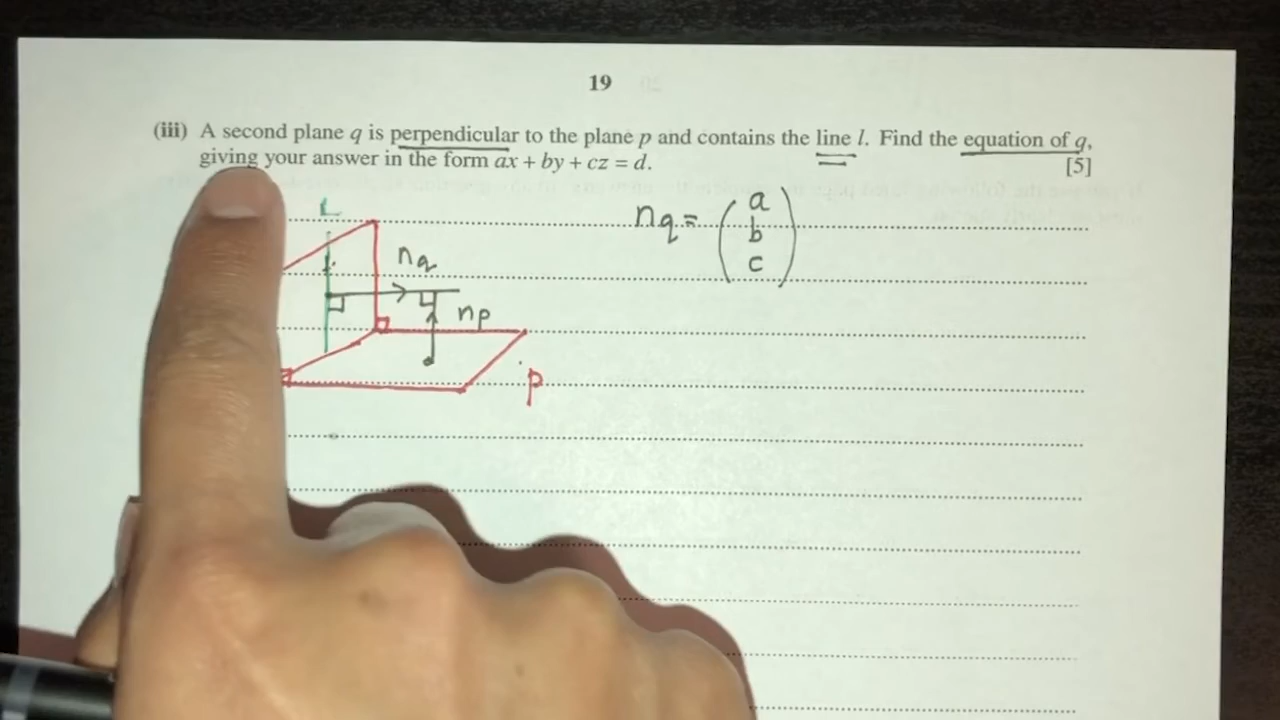 19
(iii) A second plane q is perpendicular to the plane p and contains the line l. Find the equation of q,
giving your answer in the form ax + by + cz = d.
[5]
L
nq
np
p
nq = (a
b
c)